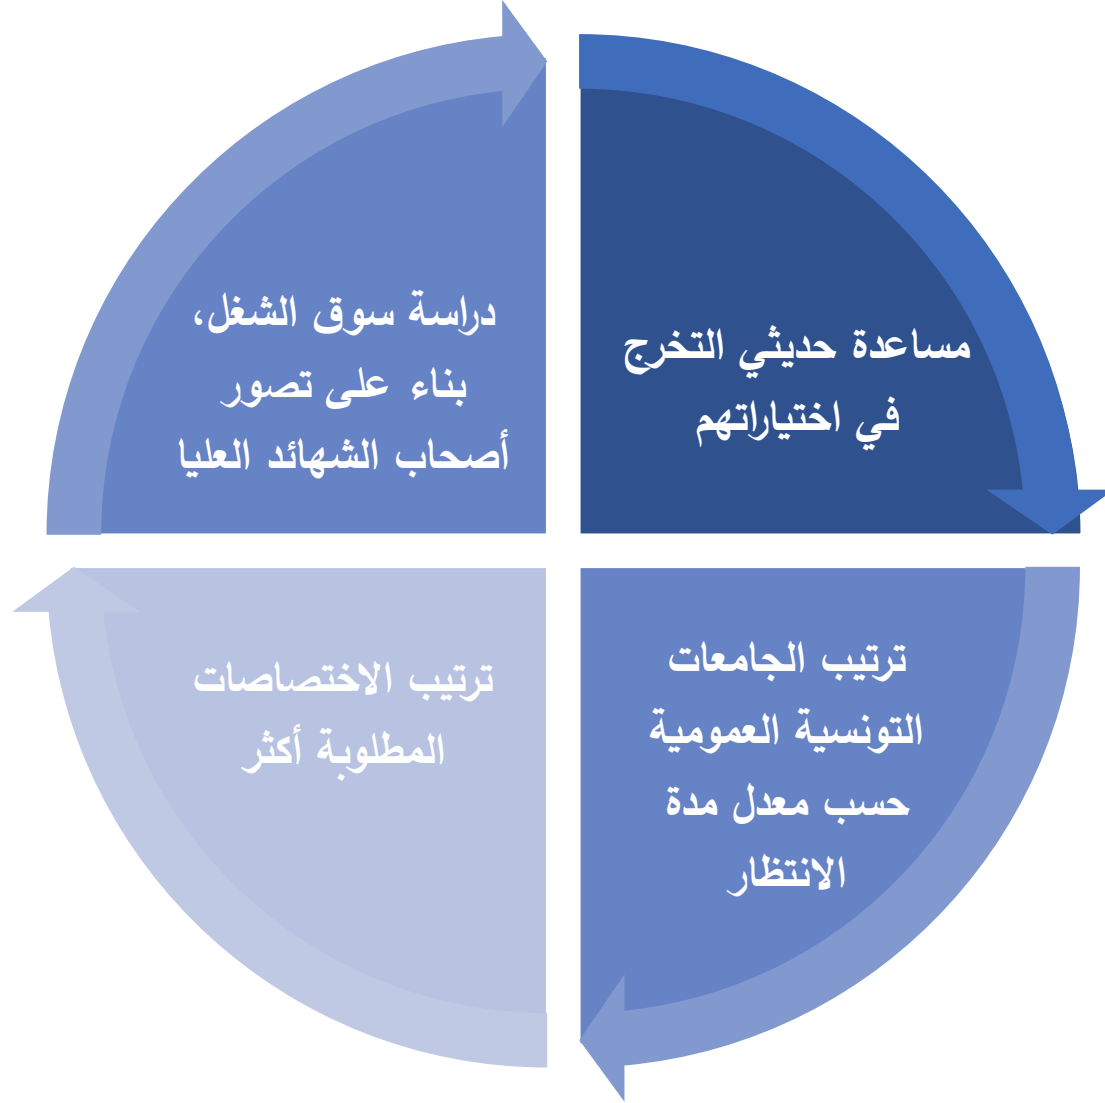 مساعدة حديثي التخرج
في اختياراتهم
ترتيب الجامعات
التونسية العمومية
حسب معدل مدة
الانتظار
ترتيب الاختصاصات
المطلوبة أكثر
دراسة سوق الشغل،
بناء على تصور
أصحاب الشهائد العليا